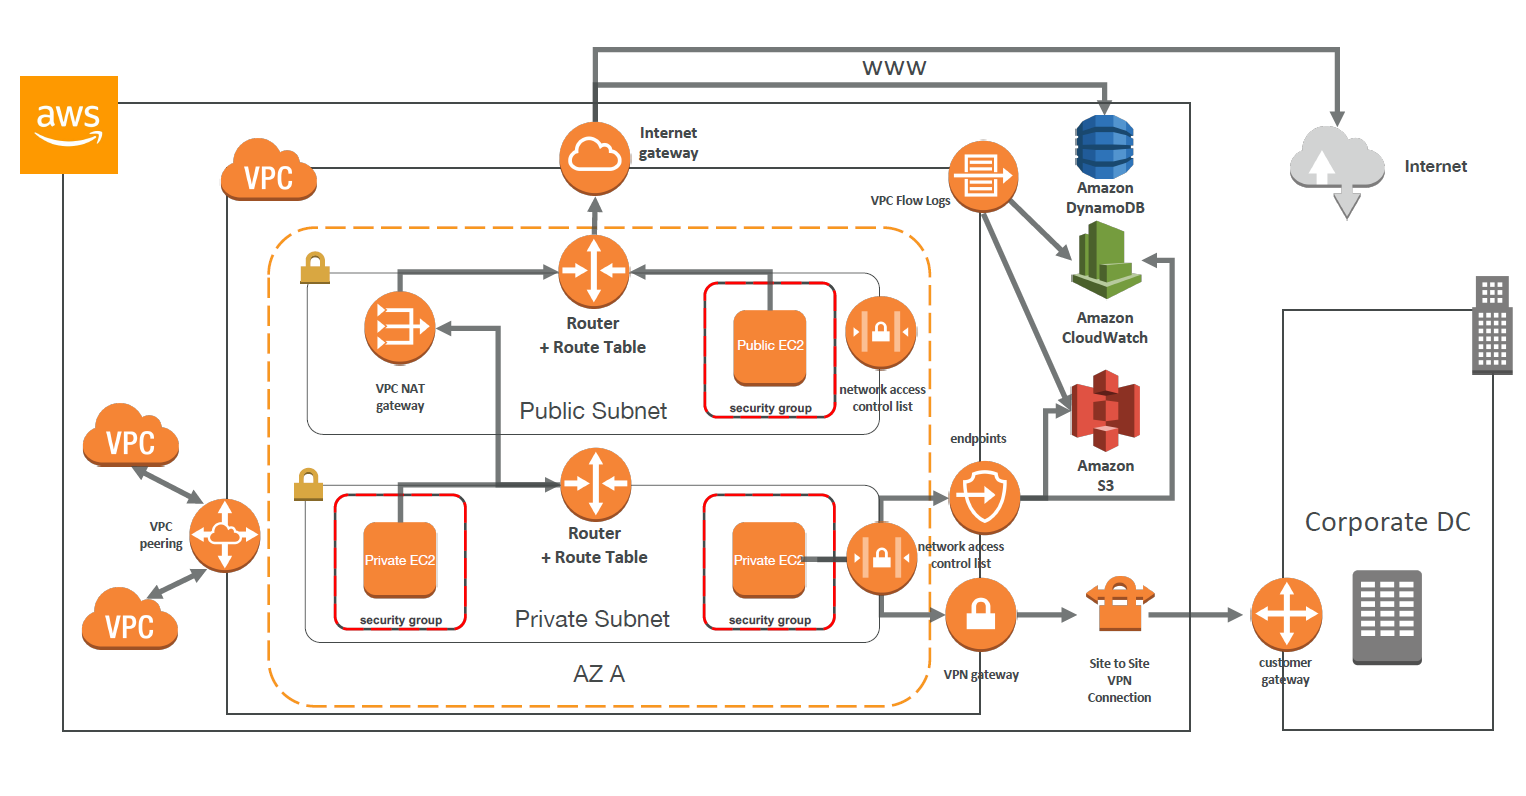 www
aws
Internet
gateway
VPC
Internet
VPC Flow Logs
Amazon
DynamoDB
Router
+ Route Table
Public EC2
Amazon
CloudWatch
VPC NAT
gateway
network access
control list
security group
Public Subnet
VPC
endpoints
Amazon
S3
VPC
peering
Router
+ Route Table
Private EC2
Private EC2
network access
control list
Corporate DC
security group
Private Subnet
security group
VPC
AZ A
VPN gateway
Site to Site
VPN
Connection
customer
gateway